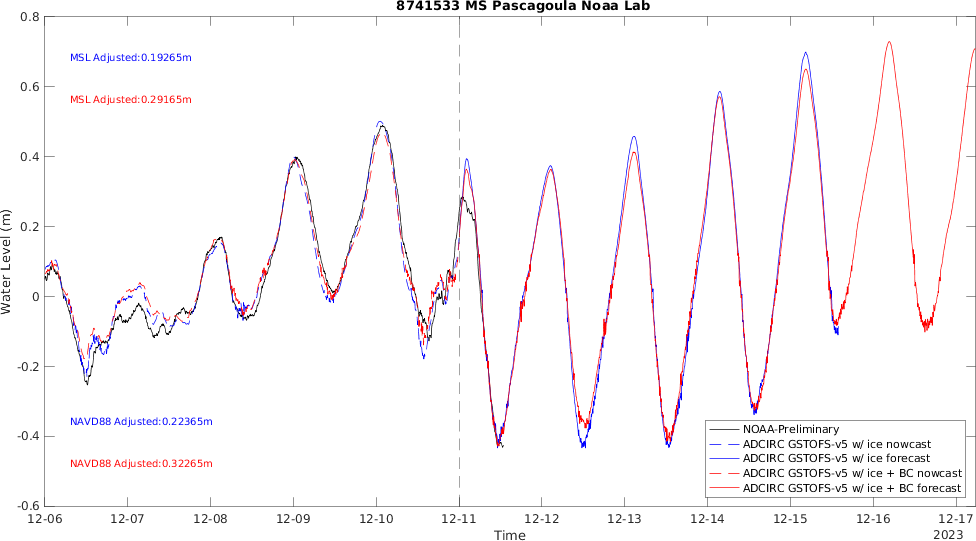 8741533 MS Pascagoula Noaa Lab
0.8
0.6
0.4
0.2
0
-0.2
-0.4
-0.6
Water Level (m)
MSL Adjusted:0.19265m
MSL Adjusted:0.29165m
NAVD88 Adjusted:0.22365m
NAVD88 Adjusted:0.32265m
NOAA-Preliminary
ADCIRC GSTOFS-v5 w/ ice nowcast
ADCIRC GSTOFS-v5 w/ ice forecast
ADCIRC GSTOFS-v5 w/ ice + BC nowcast
ADCIRC GSTOFS-v5 w/ ice + BC forecast
12-06 12-07 12-08 12-09 12-10 12-11 12-12 12-13 12-14 12-15 12-16 12-17
Time
2023